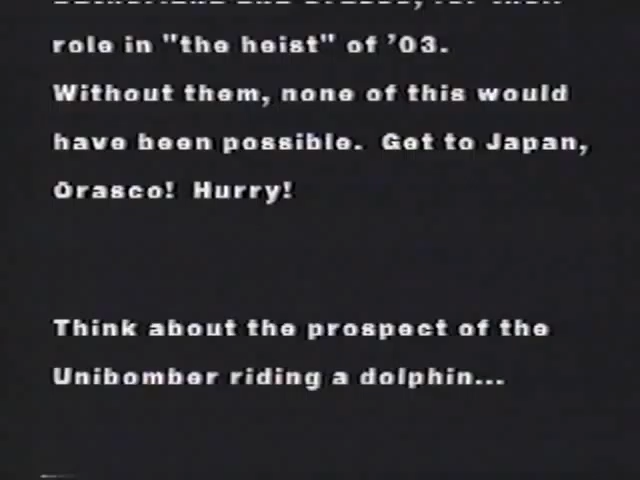 role in "the heist" of '03.
Without them, none of this would
have been possible.  Get to Japan,
Orasco!  Hurry!
Think about the prospect of the
Unibomber riding a dolphin...